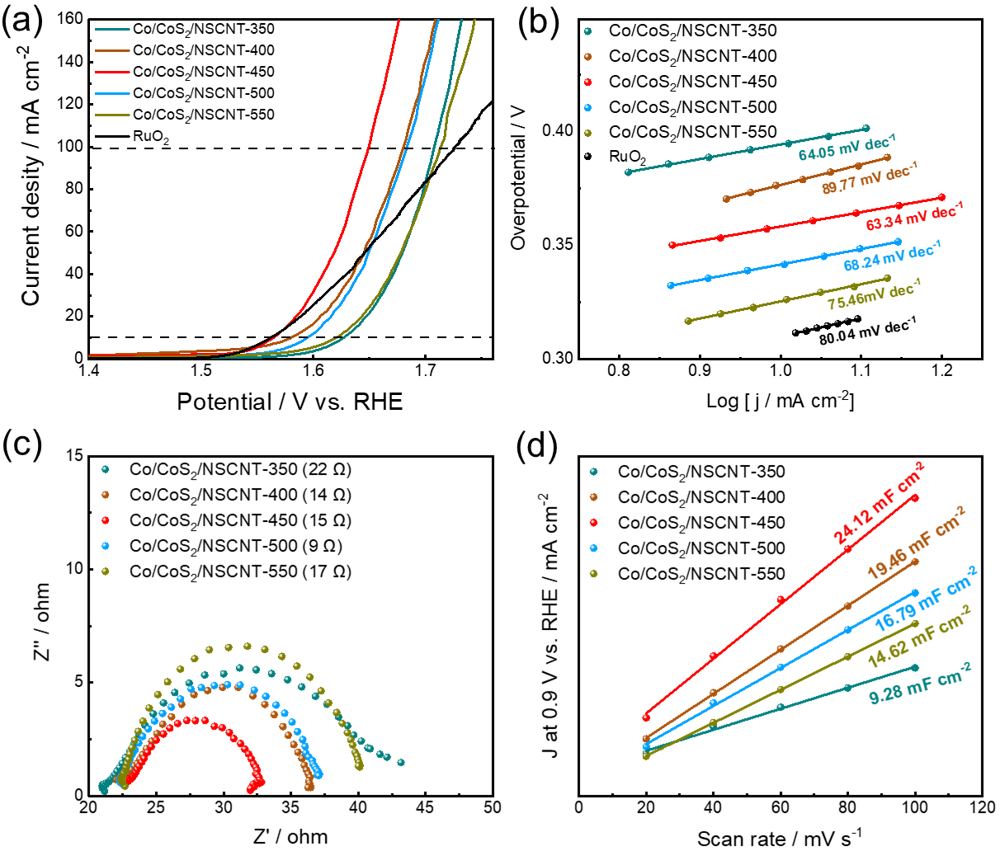 (a)
160
140
120
100
80
60
40
20
0
1.4
1.5
1.6
1.7
Current desity / mA cm-2
Potential / V vs. RHE
Co/CoS2/NSCNT-350
Co/CoS2/NSCNT-400
Co/CoS2/NSCNT-450
Co/CoS2/NSCNT-500
Co/CoS2/NSCNT-550
RuO2
(b)
Co/CoS2/NSCNT-350
Co/CoS2/NSCNT-400
Co/CoS2/NSCNT-450
Co/CoS2/NSCNT-500
Co/CoS2/NSCNT-550
RuO2
0.40
0.35
0.30
0.8
0.9
1.0
1.1
1.2
Overpotential / V
Log [ j / mA cm-2]
64.05 mV dec-1
89.77 mV dec-1
63.34 mV dec-1
68.24 mV dec-1
75.46mV dec-1
80.04 mV dec-1
(c)
15
10
5
0
20
25
30
35
40
45
50
Z'' / ohm
Z' / ohm
Co/CoS2/NSCNT-350 (22 Ω)
Co/CoS2/NSCNT-400 (14 Ω)
Co/CoS2/NSCNT-450 (15 Ω)
Co/CoS2/NSCNT-500 (9 Ω)
Co/CoS2/NSCNT-550 (17 Ω)
(d)
Co/CoS2/NSCNT-350
Co/CoS2/NSCNT-400
Co/CoS2/NSCNT-450
Co/CoS2/NSCNT-500
Co/CoS2/NSCNT-550
24.12 mF cm-2
19.46 mF cm-2
16.79 mF cm-2
14.62 mF cm-2
9.28 mF cm-2
J at 0.9 V vs. RHE / mA cm-2
0
20
40
60
80
100
120
Scan rate / mV s-1